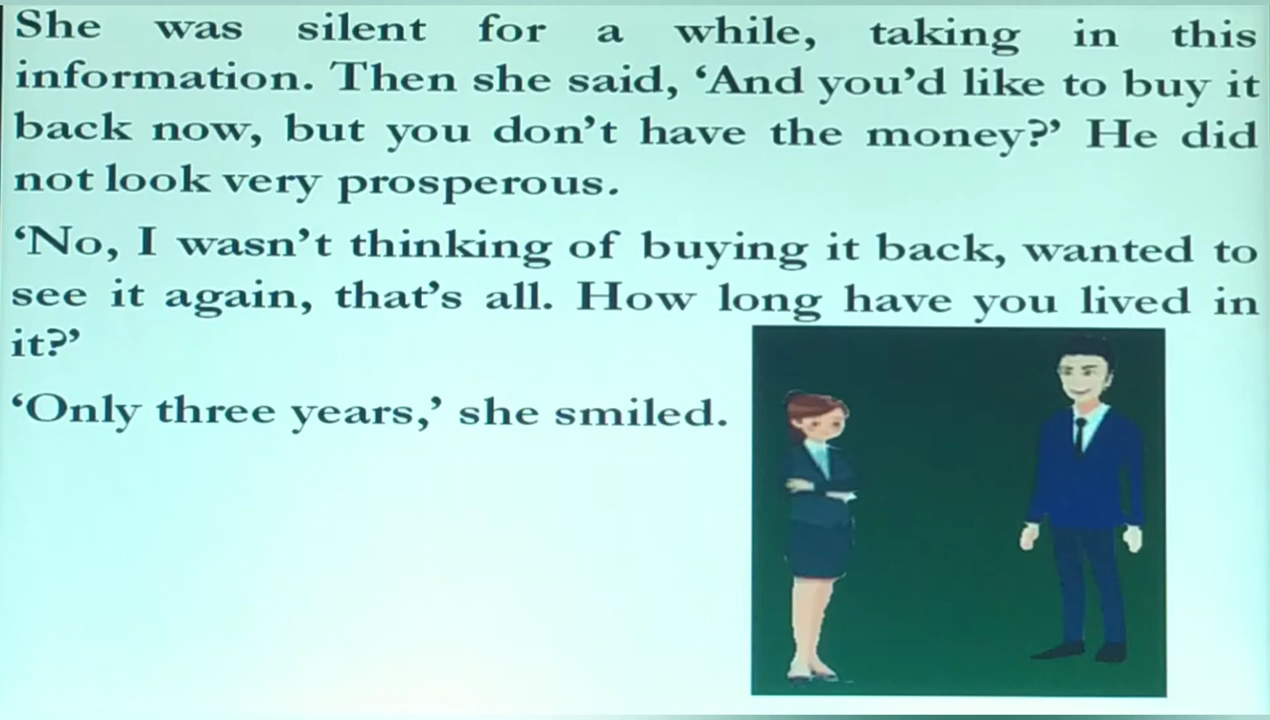 She was silent for a while, taking in this
information. Then she said, ‘And you’d like to buy it
back now, but you don’t have the money?’ He did
not look very prosperous.
‘No, I wasn’t thinking of buying it back, wanted to
see it again, that’s all. How long have you lived in
it?’
‘Only three years,’ she smiled.